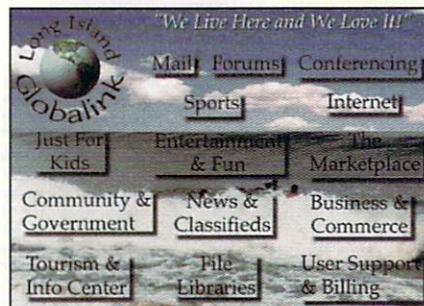 "We Live Here and We Love It!"
Long Island
Globalink
Mail Forums Conferencing
Sports Internet
Just For
Kids
Entertainment
& Fun
The
Marketplace
Community &
Government
News &
Classifieds
Business &
Commerce
Tourism &
Info Center
File
Libraries
User Support
& Billing